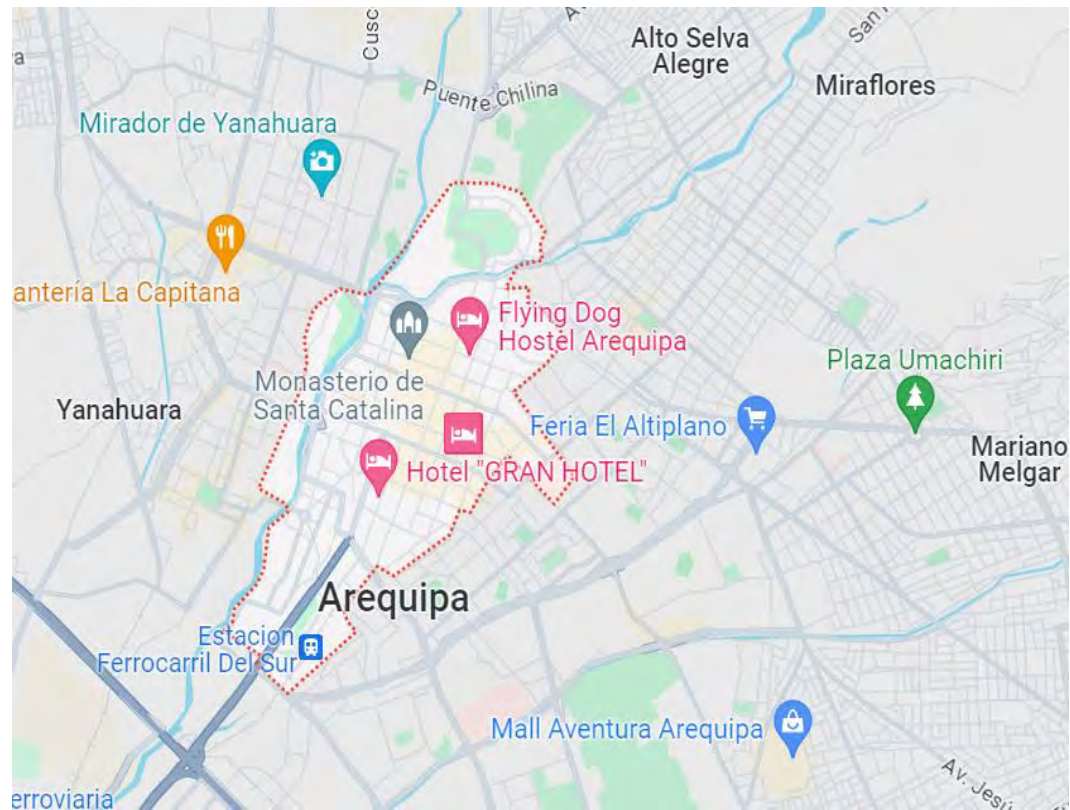 Cusc
Av
San
a
Alto Selva
Alegre
Miraflores
Puente Chilina
Mirador de Yanahuara
antería La Capitana
Flying Dog
Hostel Arequipa
Plaza Umachiri
Monasterio de
Santa Catalina
Yanahuara
Feria El Altiplano
Mariano
Melgar
Hotel "GRAN HOTEL"
Arequipa
Estacion
Ferrocarril Del Sur
Mall Aventura Arequipa
Av. Jesú
erroviaria